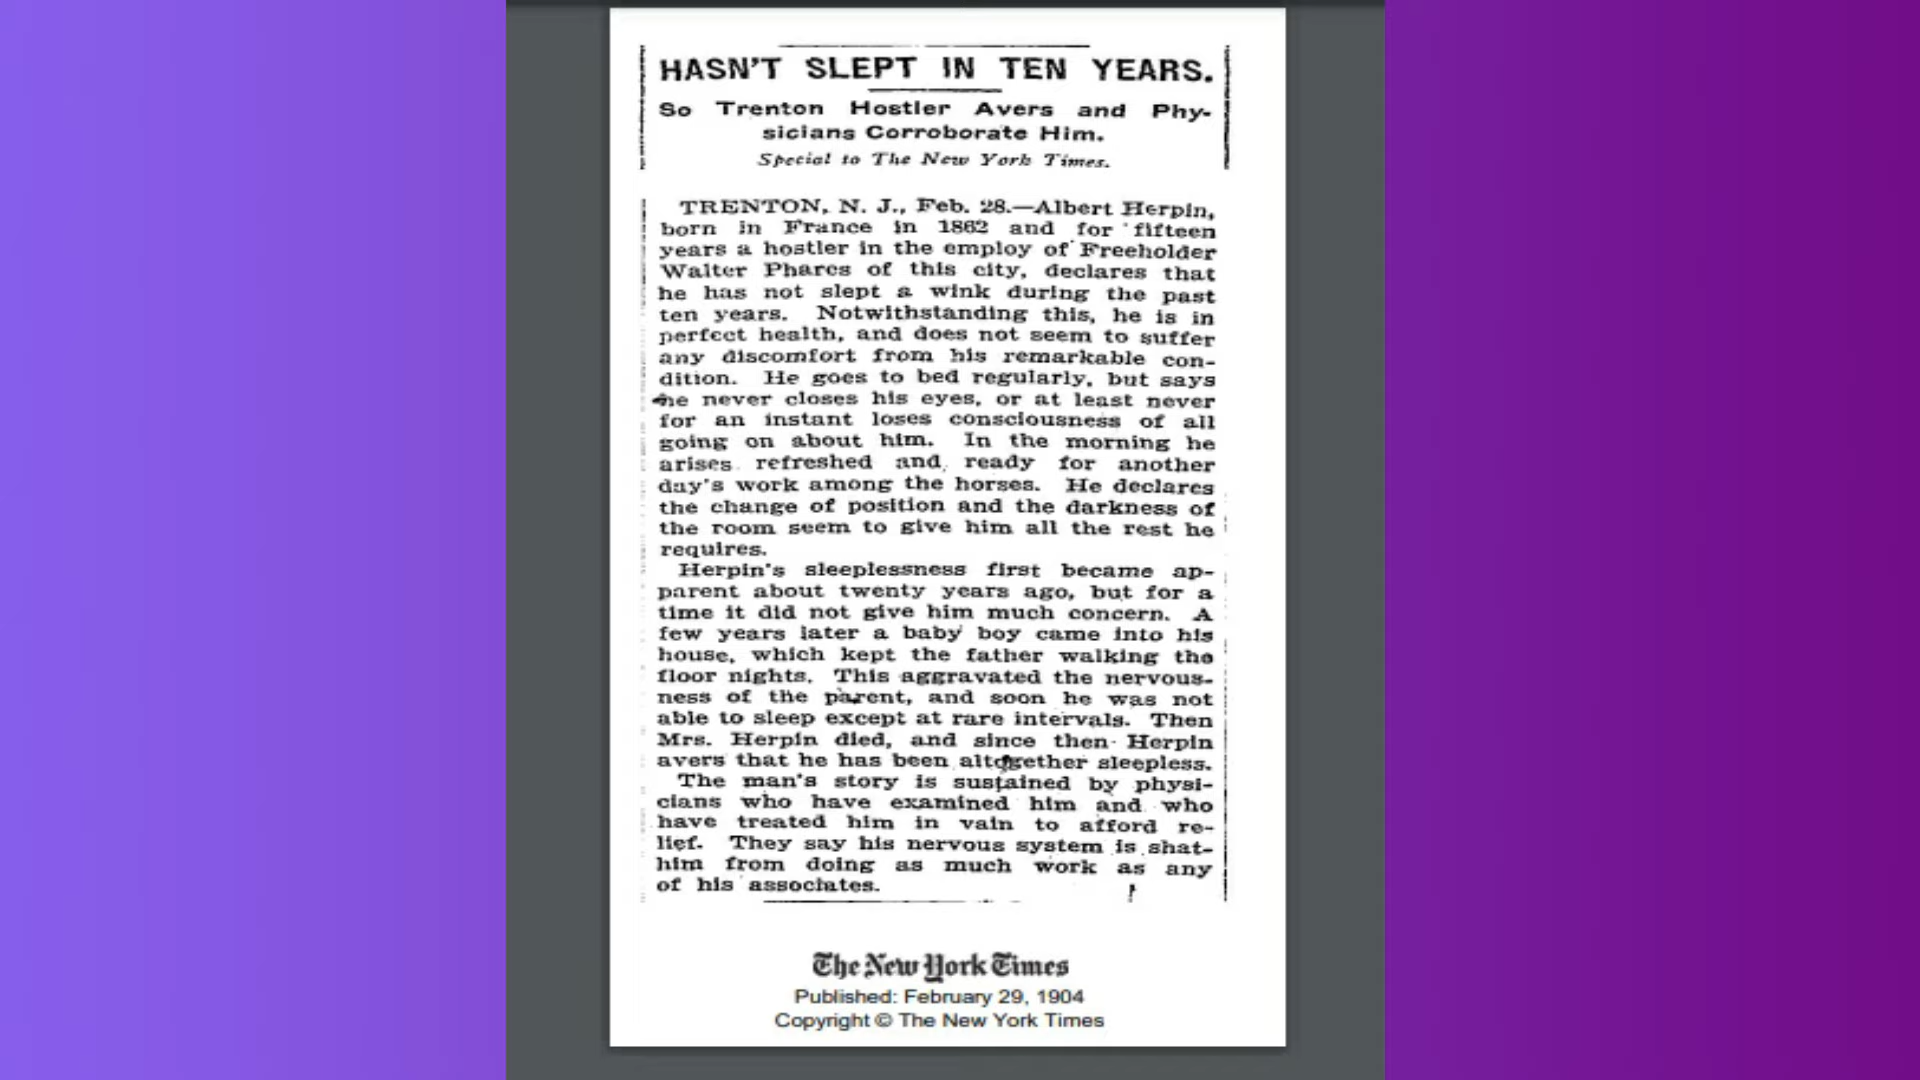 HASN'T SLEPT IN TEN YEARS.
So Trenton Hostler Avers and Phy-
sicians Corroborate Him.
Special to The New York Times.
TRENTON, N. J., Feb. 28.—Albert Herpin,
born in France in 1862 and for fifteen
years a hostler in the employ of Freeholder
Walter Phares of this city, declares that
he has not slept a wink during the past
ten years. Notwithstanding this, he is in
perfect health, and does not seem to suffer
any discomfort from his remarkable con-
dition. He goes to bed regularly, but says
he never closes his eyes, or at least never
for an instant loses consciousness of all
going on about him. In the morning he
arises refreshed and ready for another
day's work among the horses. He declares
the change of position and the darkness of
the room seem to give him all the rest he
requires.
Herpin's sleeplessness first became ap-
parent about twenty years ago, but for a
time it did not give him much concern. A
few years later a baby boy came into his
house, which kept the father walking the
floor nights. This aggravated the nervous-
ness of the parent, and soon he was not
able to sleep except at rare intervals. Then
Mrs. Herpin died, and since then Herpin
avers that he has been altogether sleepless.
The man's story is sustained by physi-
cians who have examined him and who
have treated him in vain to afford re-
lief. They say his nervous system is shat-
him from doing as much work as any
of his associates.
The New York Times
Published: February 29, 1904
Copyright © The New York Times